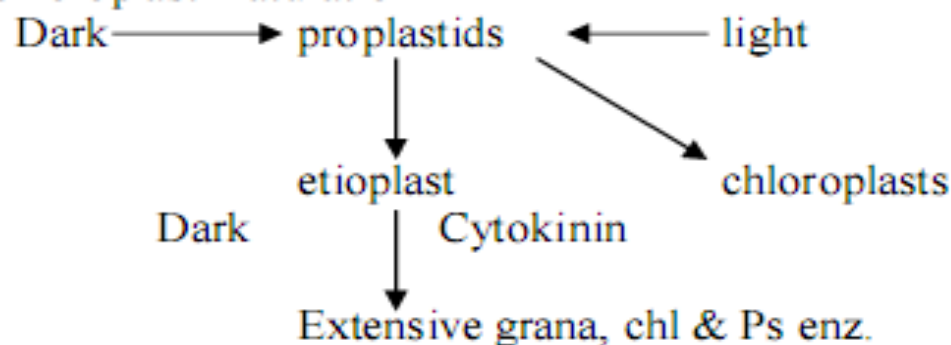 Dark proplastids light
etioplast chloroplasts
Dark Cytokinin
Extensive grana, chl & Ps enz.